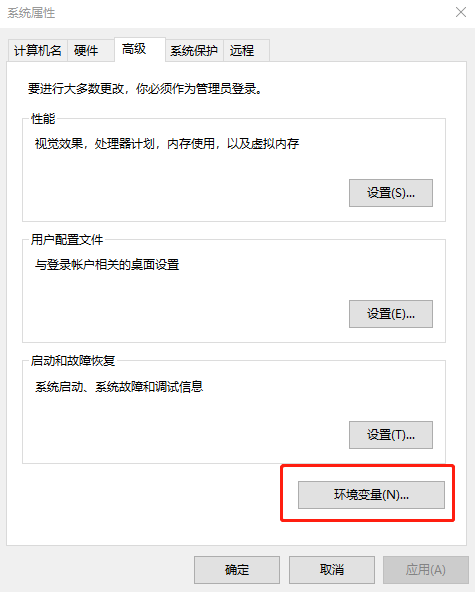 系统属性
计算机名 硬件 高级 系统保护 远程
要进行大多数更改，你必须作为管理员登录。
性能
视觉效果，处理器计划，内存使用，以及虚拟内存
设置(S)...
用户配置文件
与登录帐户相关的桌面设置
设置(E)...
启动和故障恢复
系统启动、系统故障和调试信息
设置(T)...
环境变量(N)...
确定 取消 应用(A)